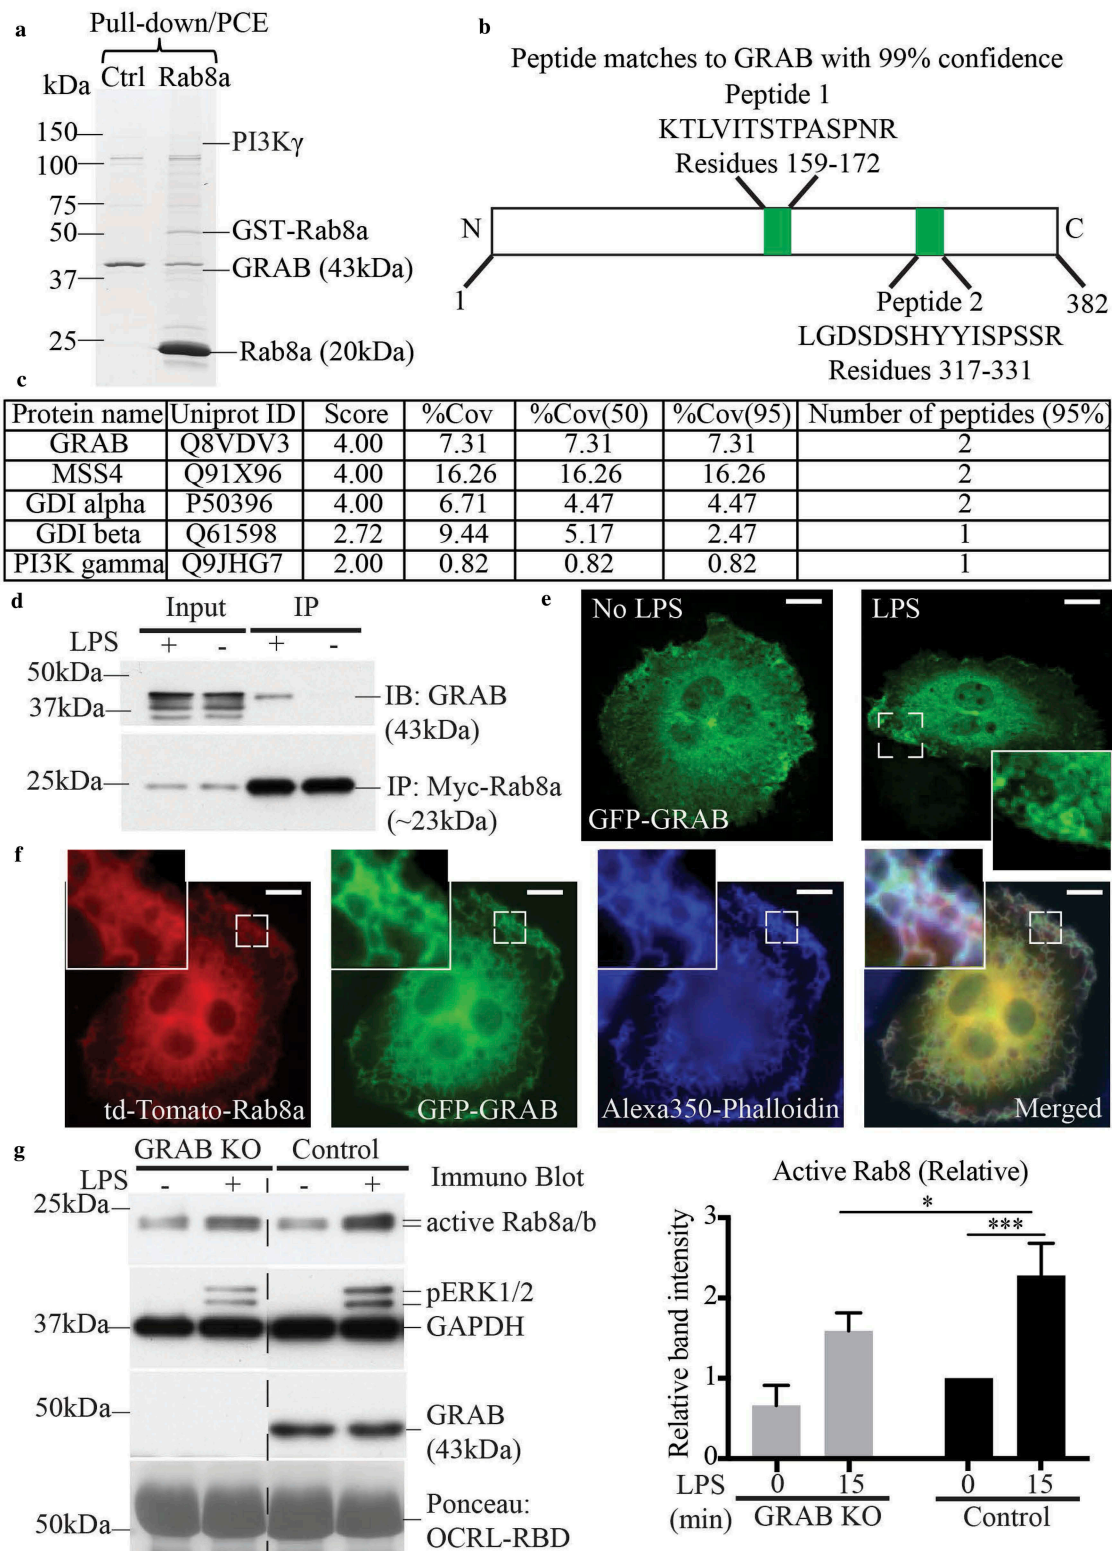 a
Pull-down/PCE
Ctrl Rab8a
kDa
150
PI3Kγ
100
75
GST-Rab8a
50
GRAB (43kDa)
37
25
Rab8a (20kDa)
b
Peptide matches to GRAB with 99% confidence
Peptide 1
KTLVITSTPASPNR
Residues 159-172
N
C
1
382
Peptide 2
LGDSDSHYYISPSSR
Residues 317-331
c
Protein name Uniprot ID Score %Cov %Cov(50) %Cov(95) Number of peptides (95%)
GRAB Q8VDV3 4.00 7.31 7.31 7.31 2
MSS4 Q91X96 4.00 16.26 16.26 16.26 2
GDI alpha P50396 4.00 6.71 4.47 4.47 2
GDI beta Q61598 2.72 9.44 5.17 2.47 1
PI3K gamma Q9JHG7 2.00 0.82 0.82 0.82 1
d
Input IP
LPS + - + -
50kDa
37kDa
IB: GRAB
(43kDa)
25kDa
IP: Myc-Rab8a
(~23kDa)
e
No LPS
GFP-GRAB
LPS
f
td-Tomato-Rab8a
GFP-GRAB
Alexa350-Phalloidin
Merged
g
GRAB KO Control
LPS - + - + Immuno Blot
25kDa
active Rab8a/b
pERK1/2
37kDa
GAPDH
50kDa
GRAB
(43kDa)
50kDa
Ponceau:
OCRL-RBD
Active Rab8 (Relative)
Relative band intensity
3
2
1
0
*
***
LPS 0 15 0 15
(min) GRAB KO Control